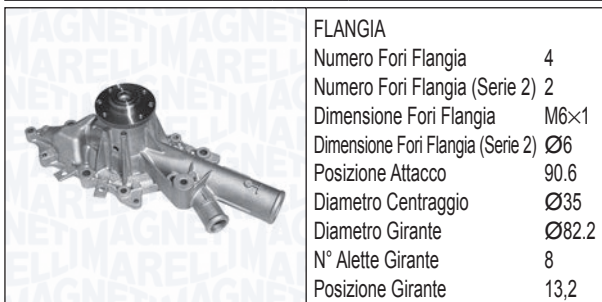 FLANGIA
Numero Fori Flangia 4
Numero Fori Flangia (Serie 2) 2
Dimensione Fori Flangia M6×1
Dimensione Fori Flangia (Serie 2) Ø6
Posizione Attacco 90.6
Diametro Centraggio Ø35
Diametro Girante Ø82.2
N° Alette Girante 8
Posizione Girante 13,2